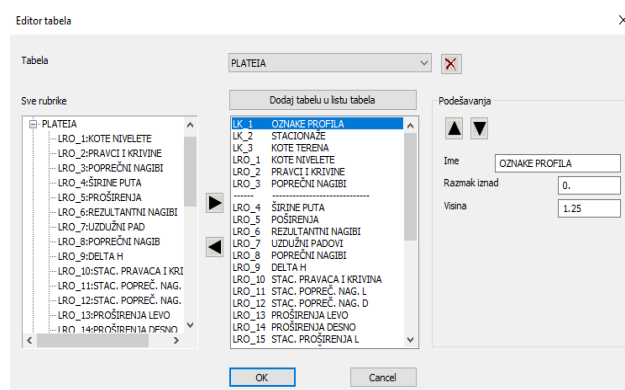 Editor tabela
Tabela
PLATEIA
Sve rubrike
Dodaj tabelu u listu tabela
Podešavanja
PLATEIA
LRO_1:KOTE NIVELETE
LRO_2:PRAVCI I KRIVINE
LRO_3:POPREČNI NAGIBI
LRO_4:ŠIRINE PUTA
LRO_5:PROŠIRENJA
LRO_6:REZULTANTNI NAGIBI
LRO_7:UZDUŽNI PAD
LRO_8:POPREČNI NAGIB
LRO_9:DELTA H
LRO_10:STAC. PRAVACA I KRI
LRO_11:STAC. POPREČ. NAG.
LRO_12:STAC. POPREČ. NAG.
LRO_13:PROŠIRENJA LEVO
LRO_14:PROŠIRENJA DESNO
LK_1 OZNAKE PROFILA
LK_2 STACIONAŽE
LK_3 KOTE TERENA
LRO_1 KOTE NIVELETE
LRO_2 PRAVCI I KRIVINE
LRO_3 POPREČNI NAGIBI
------ ----------------------------
LRO_4 ŠIRINE PUTA
LRO_5 POŠIRENJA
LRO_6 REZULTANTNI NAGIBI
LRO_7 UZDUŽNI PADOVI
LRO_8 POPREČNI NAGIBI
LRO_9 DELTA H
LRO_10 STAC. PRAVACA I KRIVINA
LRO_11 STAC. POPREČ. NAG. L
LRO_12 STAC. POPREČ. NAG. D
LRO_13 PROŠIRENJA LEVO
LRO_14 PROŠIRENJA DESNO
LRO_15 STAC. PROŠIRENJA L
Ime OZNAKE PROFILA
Razmak iznad 0.
Visina 1.25
OK
Cancel